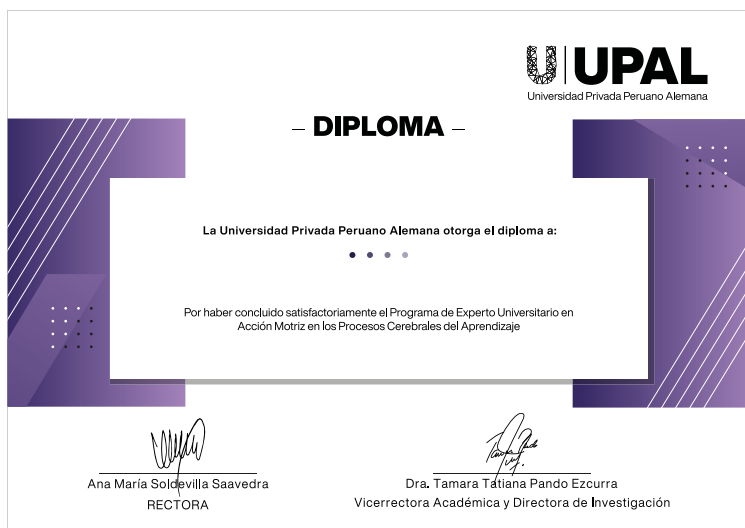 UPAL
Universidad Privada Peruano Alemana
– DIPLOMA –
La Universidad Privada Peruano Alemana otorga el diploma a:
Por haber concluido satisfactoriamente el Programa de Experto Universitario en
Acción Motriz en los Procesos Cerebrales del Aprendizaje
Ana María Soldevilla Saavedra
RECTORA
Dra. Tamara Tatiana Pando Ezcurra
Vicerrectora Académica y Directora de Investigación